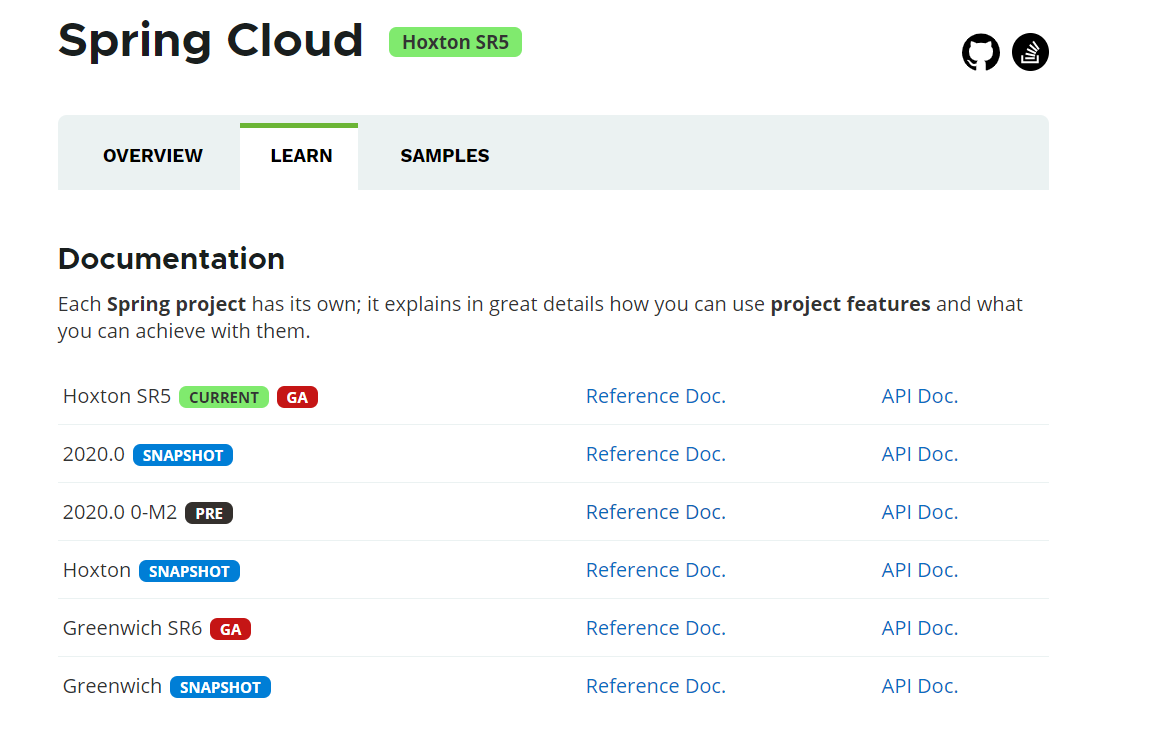 Spring Cloud Hoxton SR5
OVERVIEW LEARN SAMPLES
Documentation
Each Spring project has its own; it explains in great details how you can use project features and what
you can achieve with them.
Hoxton SR5 CURRENT GA Reference Doc. API Doc.
2020.0 SNAPSHOT Reference Doc. API Doc.
2020.0 0-M2 PRE Reference Doc. API Doc.
Hoxton SNAPSHOT Reference Doc. API Doc.
Greenwich SR6 GA Reference Doc. API Doc.
Greenwich SNAPSHOT Reference Doc. API Doc.